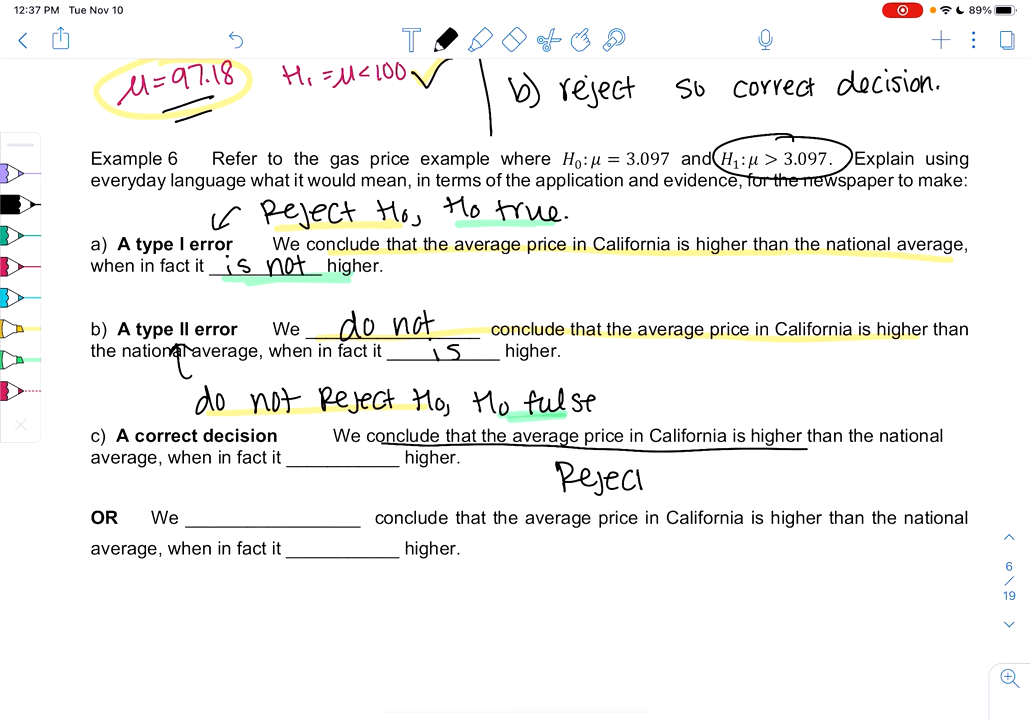 12:37 PM Tue Nov 10 89%
μ = 97.18 H₁ = μ < 100
b) reject so correct decision.
Example 6 Refer to the gas price example where H₀: μ = 3.097 and H₁: μ > 3.097. Explain using
everyday language what it would mean, in terms of the application and evidence, for the newspaper to make:
Reject H₀, H₀ true.
a) A type I error We conclude that the average price in California is higher than the national average,
when in fact it is not higher.
b) A type II error We do not conclude that the average price in California is higher than
the national average, when in fact it is higher.
do not Reject H₀, H₀ fulse
c) A correct decision We conclude that the average price in California is higher than the national
average, when in fact it ___________ higher.
Rejec
OR We _________________ conclude that the average price in California is higher than the national
average, when in fact it ___________ higher.
6
/
19